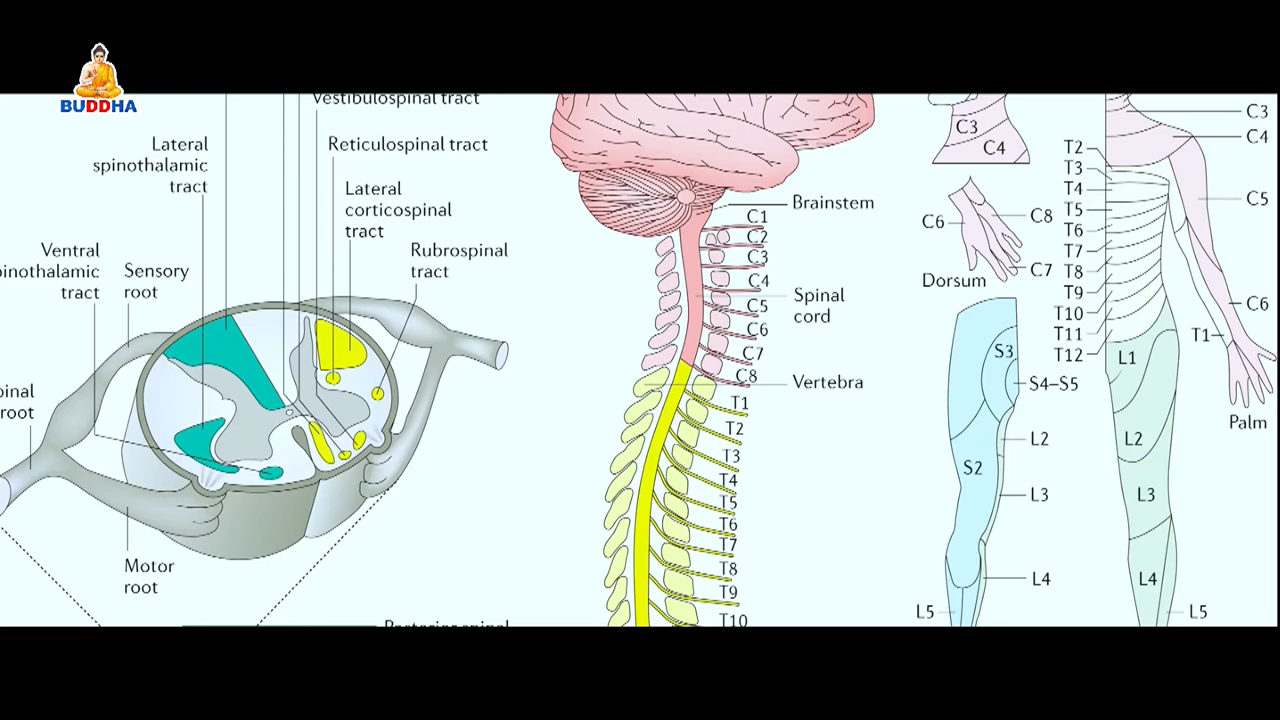 BUDDHA
Vestibulospinal tract
Lateral
spinothalamic
tract
Reticulospinal tract
Lateral
corticospinal
tract
Rubrospinal
tract
Ventral
pinothalamic
tract
Sensory
root
pinal
root
Motor
root
Brainstem
C1
C2
C3
C4
C5
C6
C7
C8
T1
T2
T3
T4
T5
T6
T7
T8
T9
T10
Spinal
cord
Vertebra
C3
C4
C6
C8
C7
Dorsum
S3
S4–S5
L2
S2
L3
L4
L5
C3
C4
T2
T3
T4
T5
T6
T7
T8
T9
T10
T11
T12
C5
C6
T1
Palm
L1
L2
L3
L4
L5